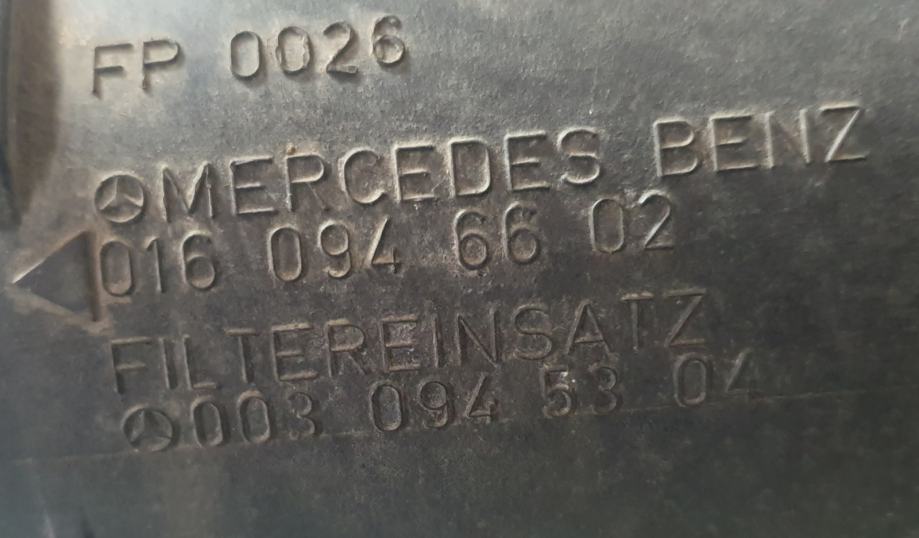 FP 0026
MERCEDES BENZ
016 094 66 02
FILTEREINSATZ
003 094 53 04